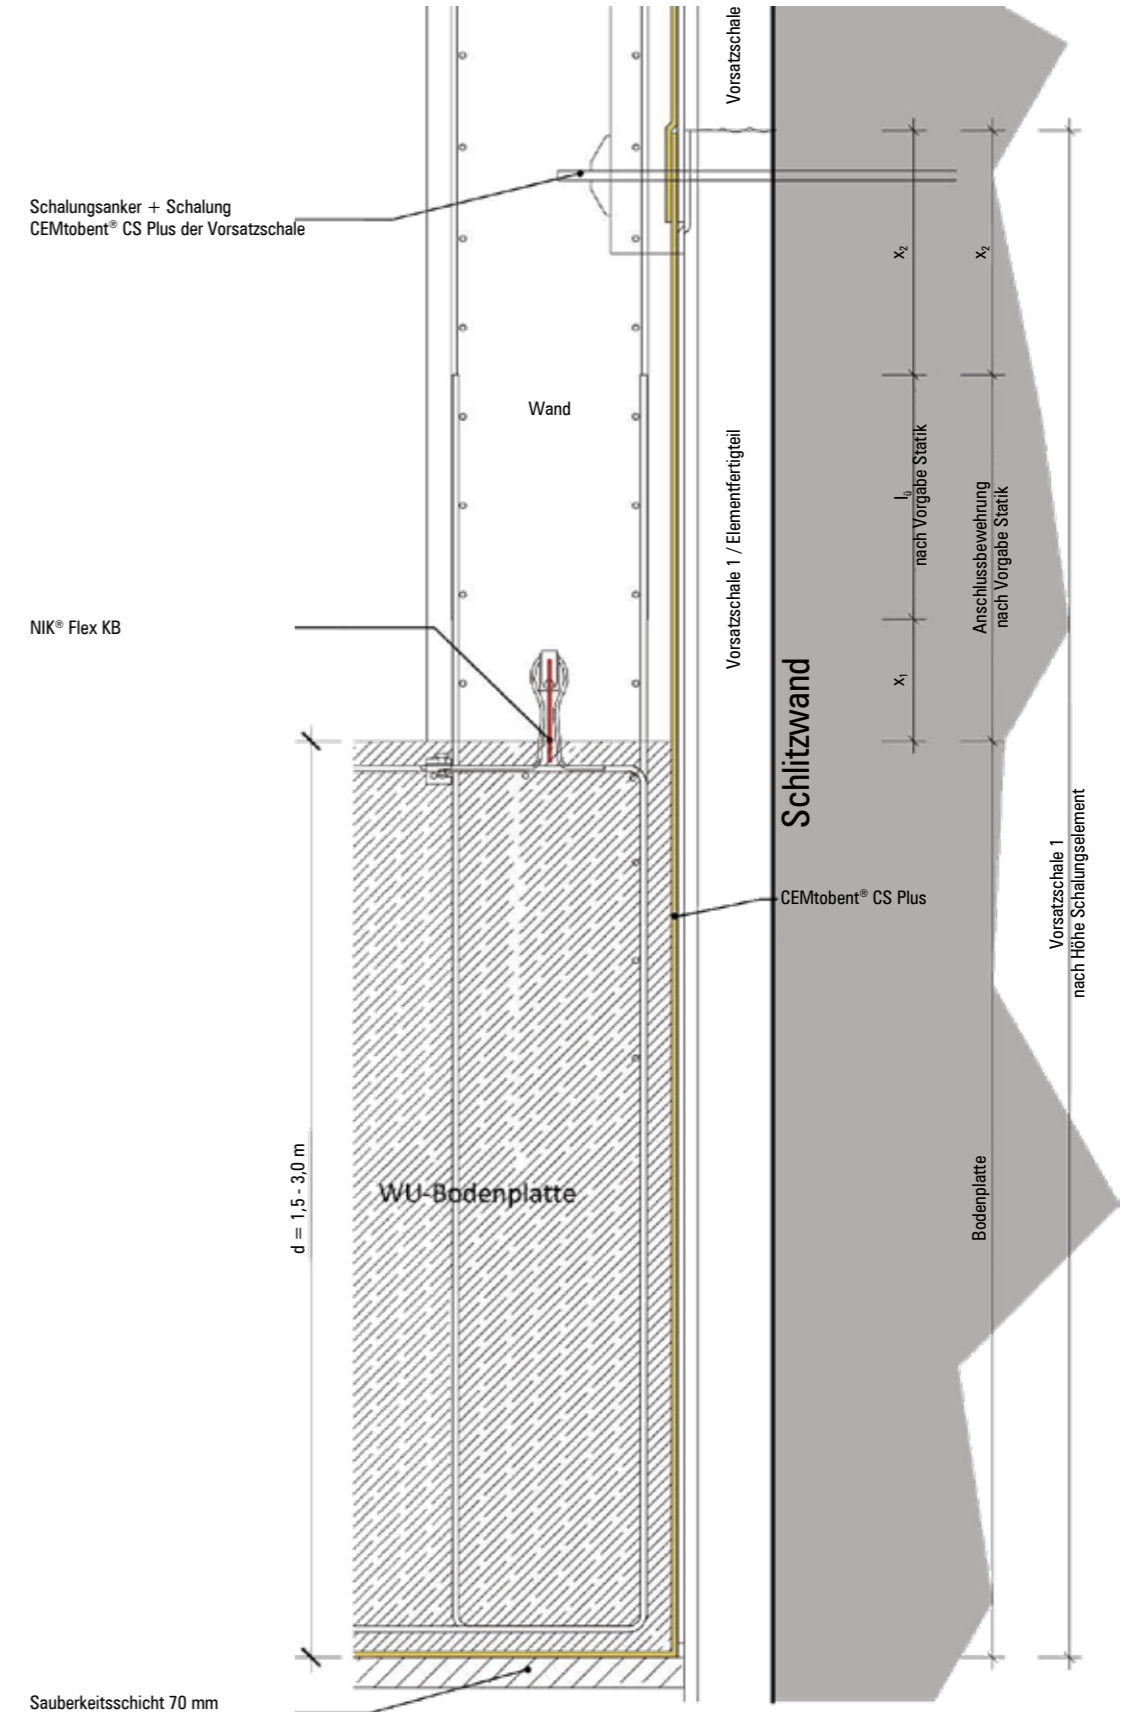 Vorsatzschale
Schalungsanker + Schalung
CEMtobent® CS Plus der Vorsatzschale
x₂
x₂
Wand
Vorsatzschale 1 / Elementfertigteil
lü
nach Vorgabe Statik
Anschlussbewehrung
nach Vorgabe Statik
NIK® Flex KB
x₁
Schlitzwand
CEMtobent® CS Plus
Vorsatzschale 1
nach Höhe Schalungselement
d = 1,5 - 3,0 m
WU-Bodenplatte
Bodenplatte
Sauberkeitsschicht 70 mm